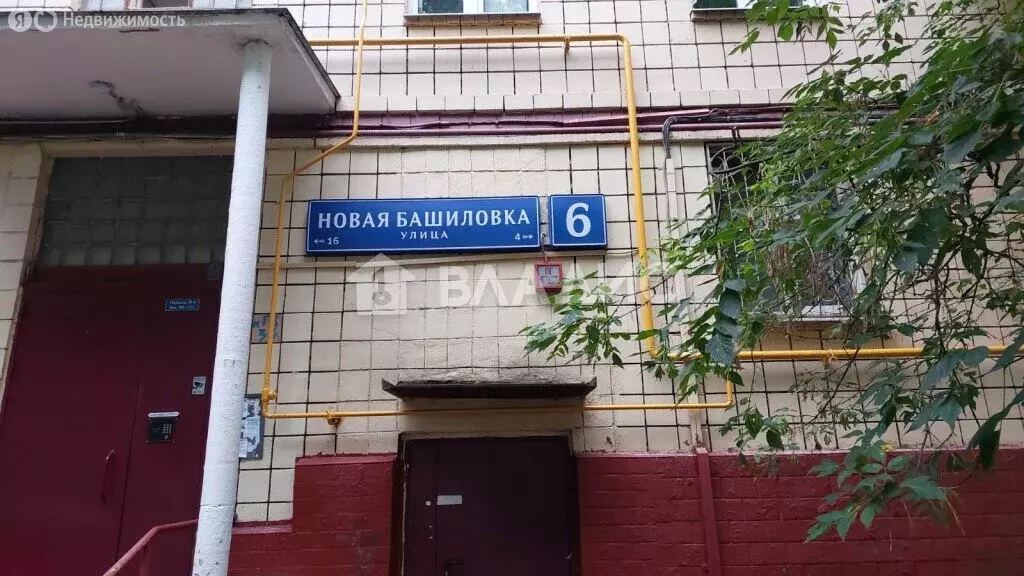 Я Недвижимость
НОВАЯ БАШИЛОВКА
УЛИЦА
16
4
6
ВЛАДИС